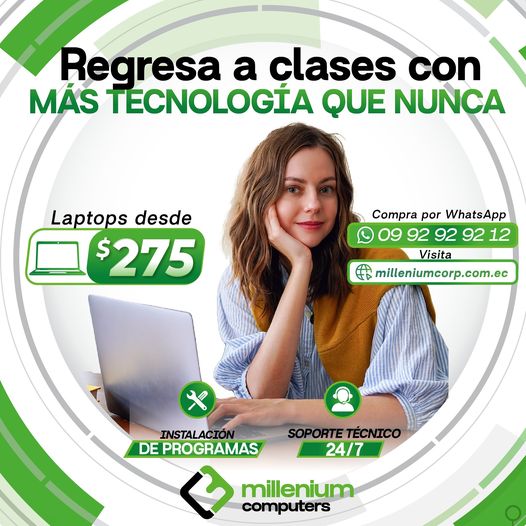 Regresa a clases con
MÁS TECNOLOGÍA QUE NUNCA
Laptops desde
$275
Compra por WhatsApp
09 92 92 92 12
Visita
milleniumcorp.com.ec
INSTALACIÓN
DE PROGRAMAS
SOPORTE TÉCNICO
24/7
millenium
computers